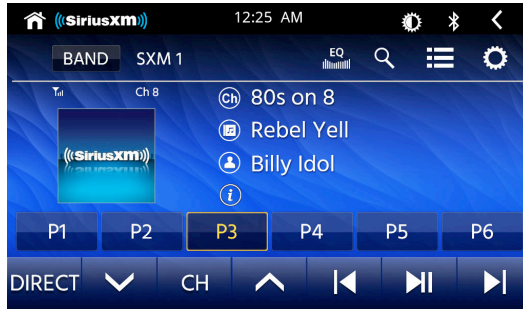 ((SiriusXM)) 12:25 AM
BAND SXM 1 EQ
Ch 8
Ch 80s on 8
Rebel Yell
((SiriusXM))
Billy Idol
i
P1 P2 P3 P4 P5 P6
DIRECT CH